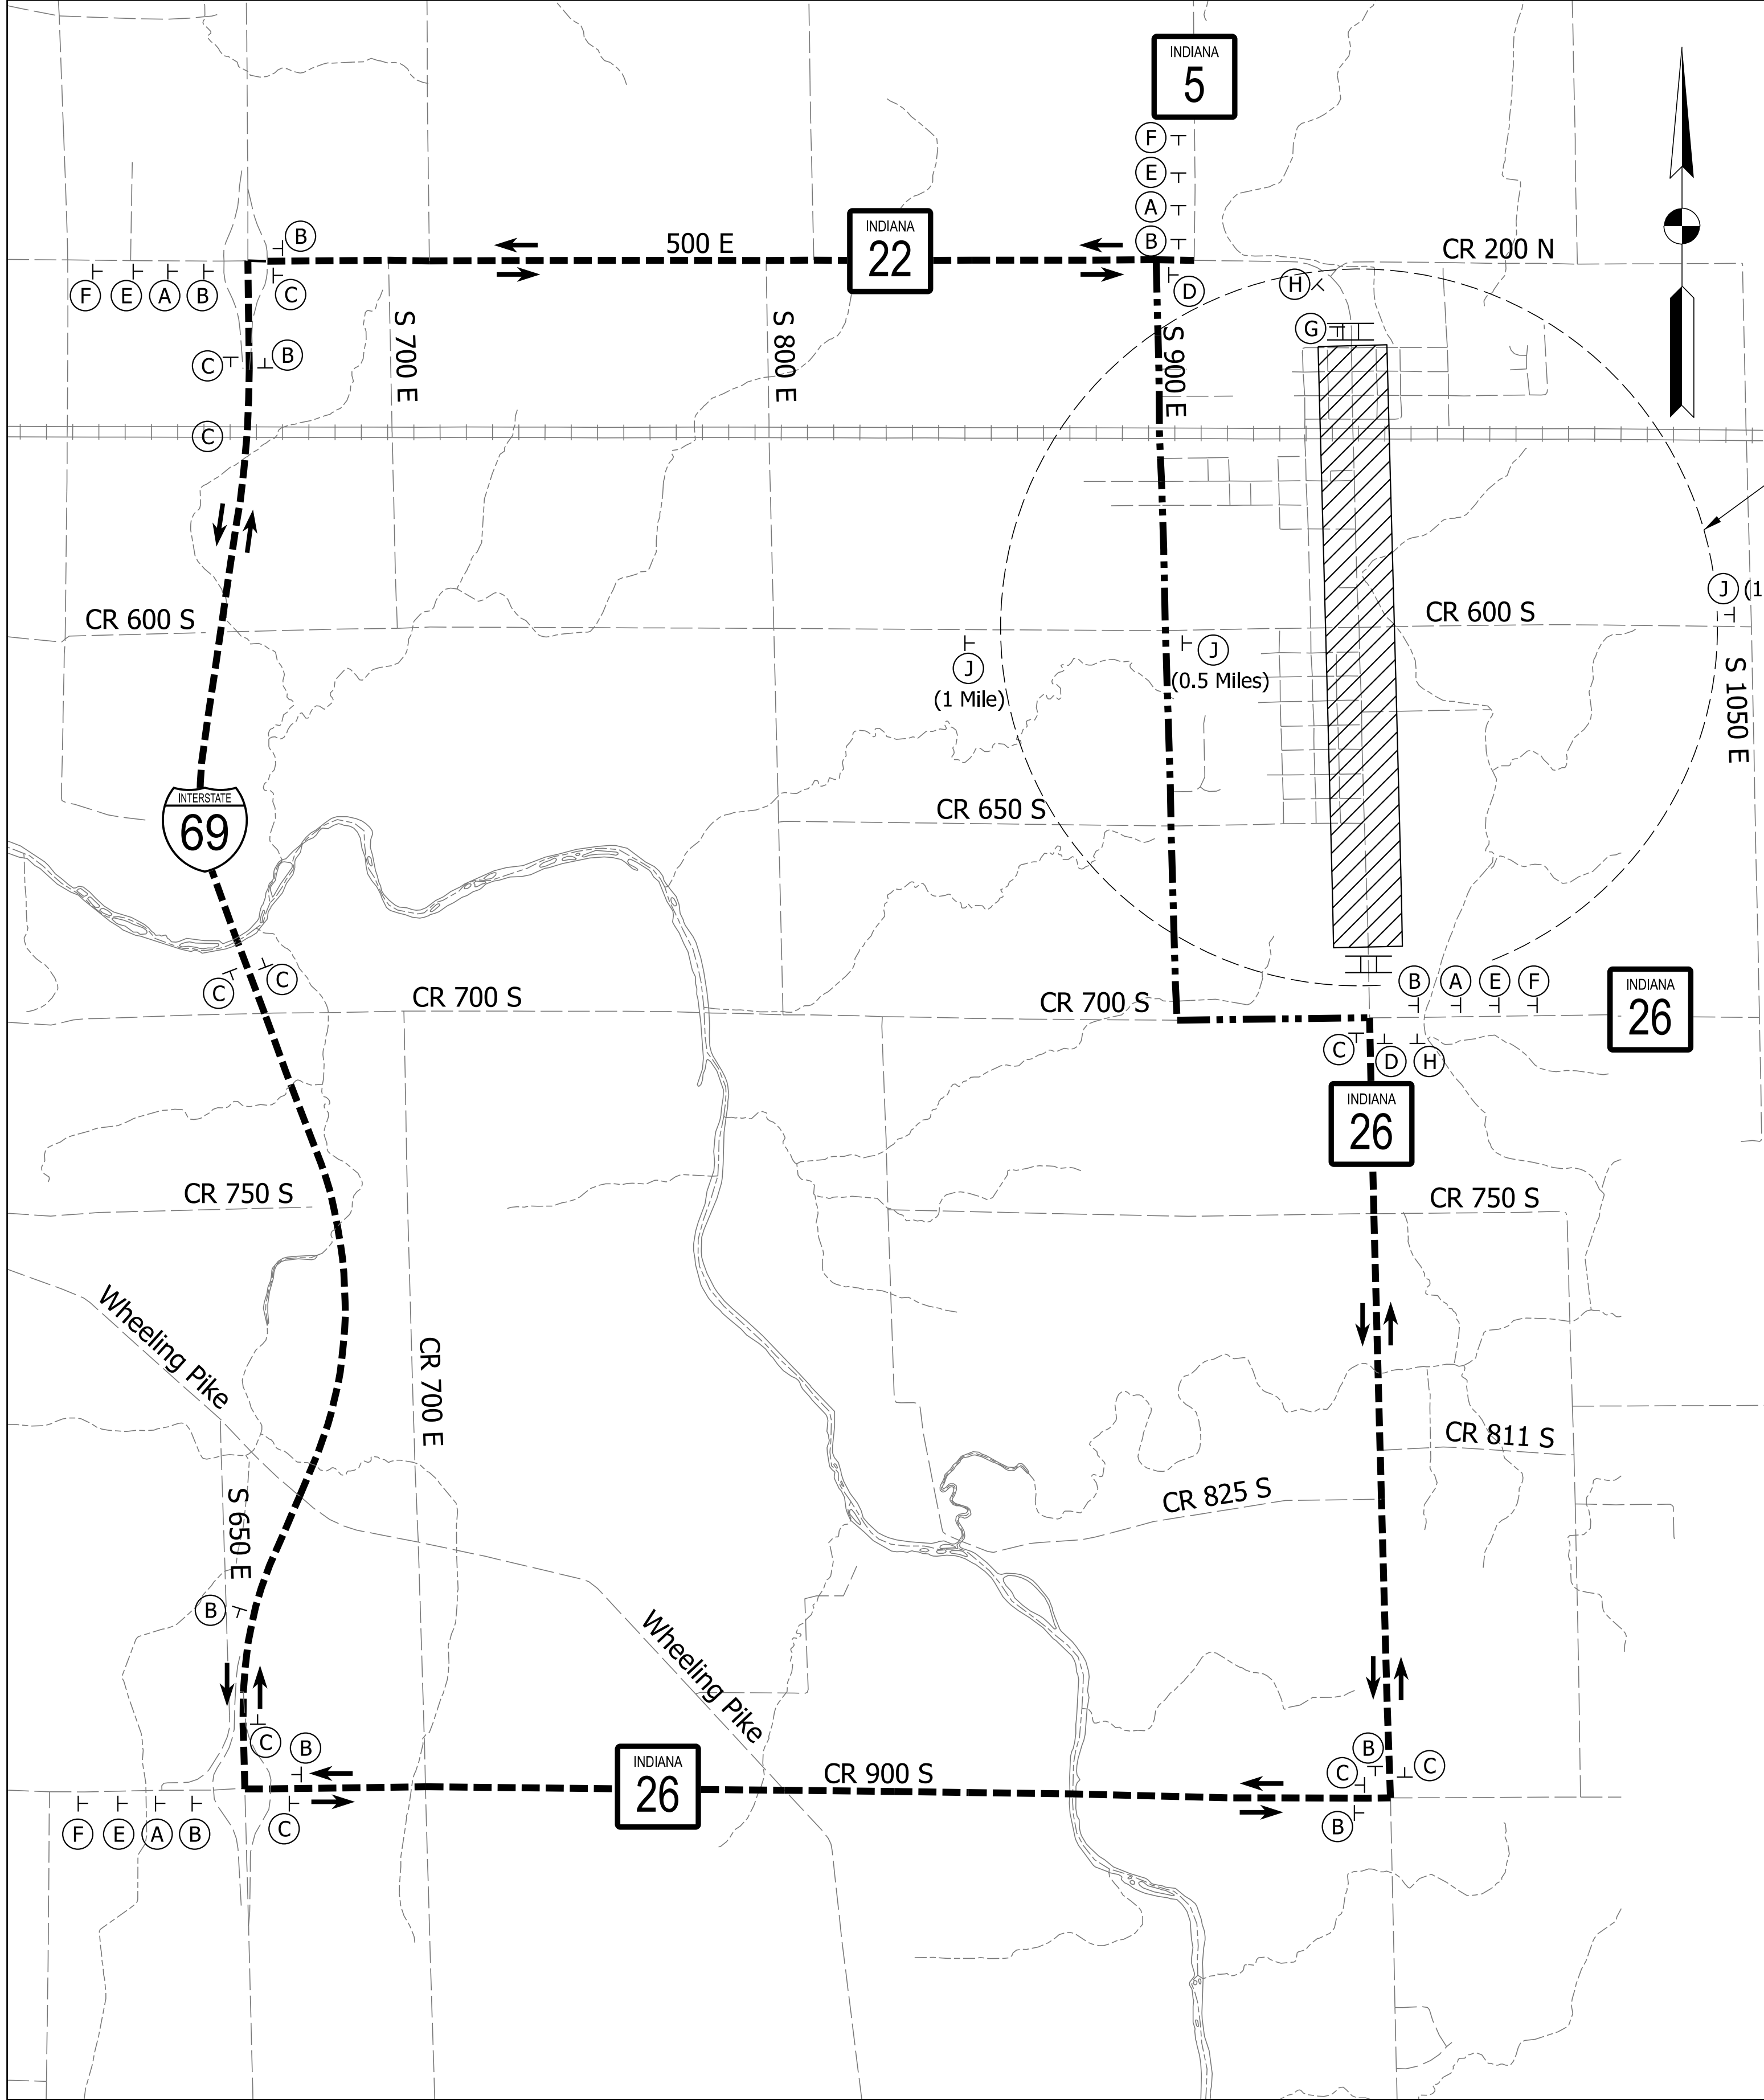 INDIANA
5
F
E
A
B
B
500 E
INDIANA
22
CR 200 N
F
E
A
B
C
D
H
G
C
B
S 700 E
S 800 E
S 900 E
C
CR 600 S
CR 600 S
J
(1
J
(1 Mile)
J
(0.5 Miles)
S 1050 E
INTERSTATE
69
CR 650 S
C
C
CR 700 S
CR 700 S
B
A
E
F
INDIANA
26
C
D
H
INDIANA
26
CR 750 S
CR 750 S
Wheeling Pike
CR 700 E
CR 811 S
CR 825 S
S 650 E
B
Wheeling Pike
C
B
INDIANA
26
CR 900 S
B
C
C
F
E
A
B
C
B